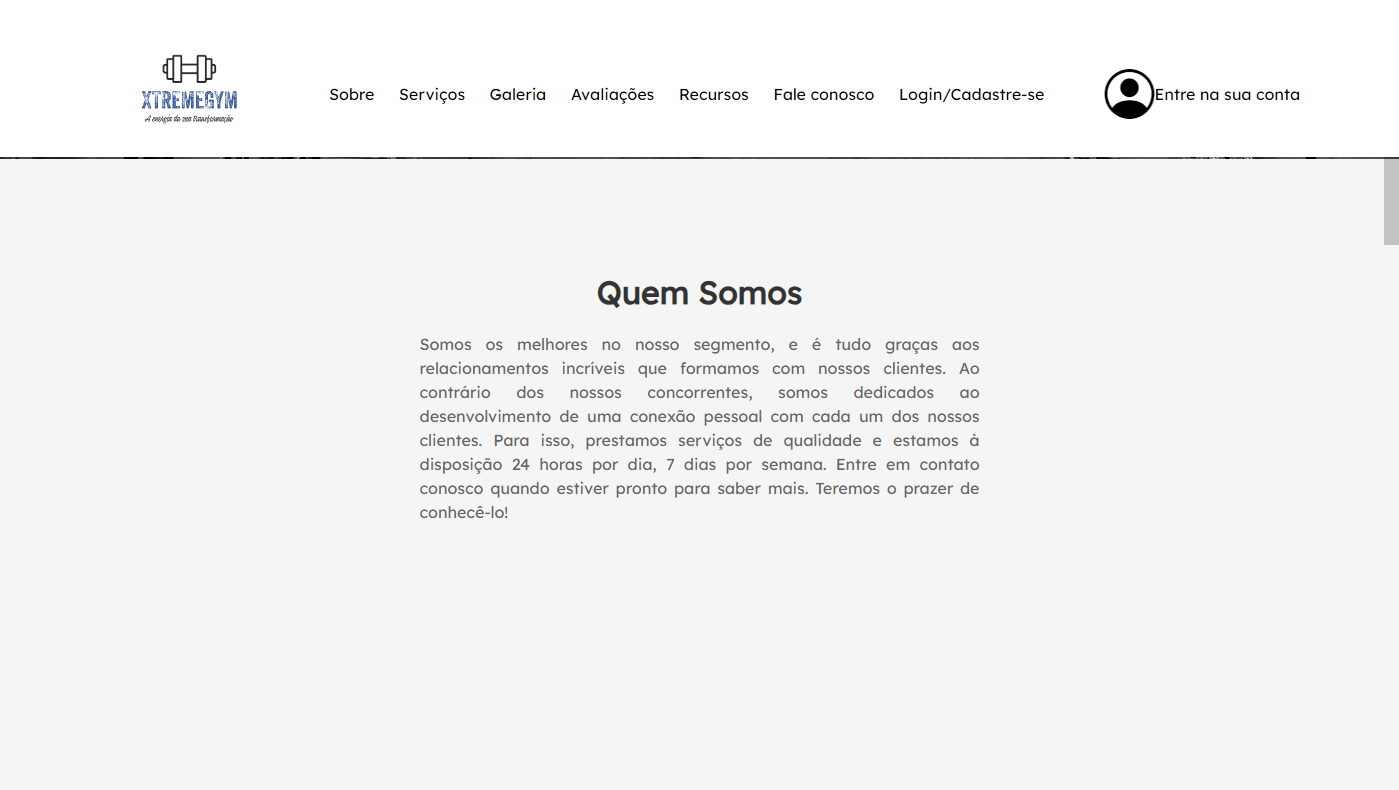 XTREMEGYM
A energia da sua transformação
Sobre Serviços Galeria Avaliações Recursos Fale conosco Login/Cadastre-se Entre na sua conta
Quem Somos
Somos os melhores no nosso segmento, e é tudo graças aos
relacionamentos incríveis que formamos com nossos clientes. Ao
contrário dos nossos concorrentes, somos dedicados ao
desenvolvimento de uma conexão pessoal com cada um dos nossos
clientes. Para isso, prestamos serviços de qualidade e estamos à
disposição 24 horas por dia, 7 dias por semana. Entre em contato
conosco quando estiver pronto para saber mais. Teremos o prazer de
conhecê-lo!